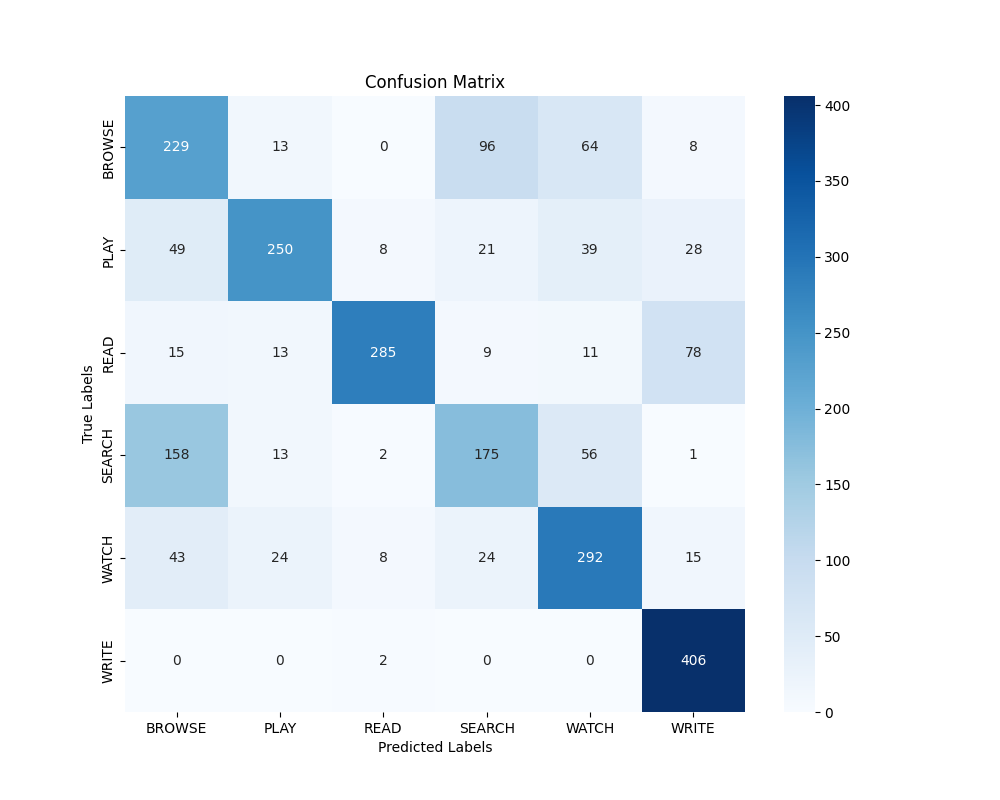 Confusion Matrix
BROWSE 229 13 0 96 64 8
PLAY 49 250 8 21 39 28
READ 15 13 285 9 11 78
SEARCH 158 13 2 175 56 1
WATCH 43 24 8 24 292 15
WRITE 0 0 2 0 0 406
BROWSE PLAY READ SEARCH WATCH WRITE
Predicted Labels
True Labels
400
350
300
250
200
150
100
50
0